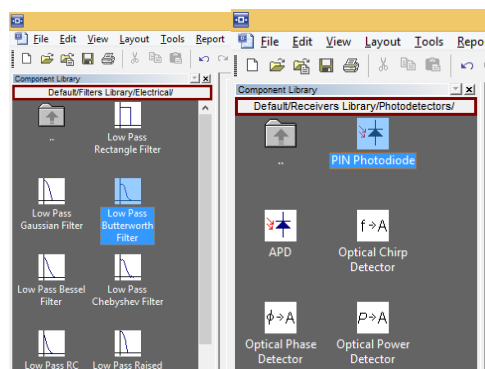 File Edit View Layout Tools Report
Component Library
Default/Filters Library/Electrical/
..
Low Pass
Rectangle Filter
Low Pass
Gaussian Filter
Low Pass
Butterworth
Filter
Low Pass Bessel
Filter
Low Pass
Chebyshev Filter
Low Pass RC
Low Pass Raised
File Edit View Layout Tools Repo
Component Library
Default/Receivers Library/Photodetectors/
..
PIN Photodiode
APD
f→A
Optical Chirp
Detector
ϕ→A
Optical Phase
Detector
P→A
Optical Power
Detector